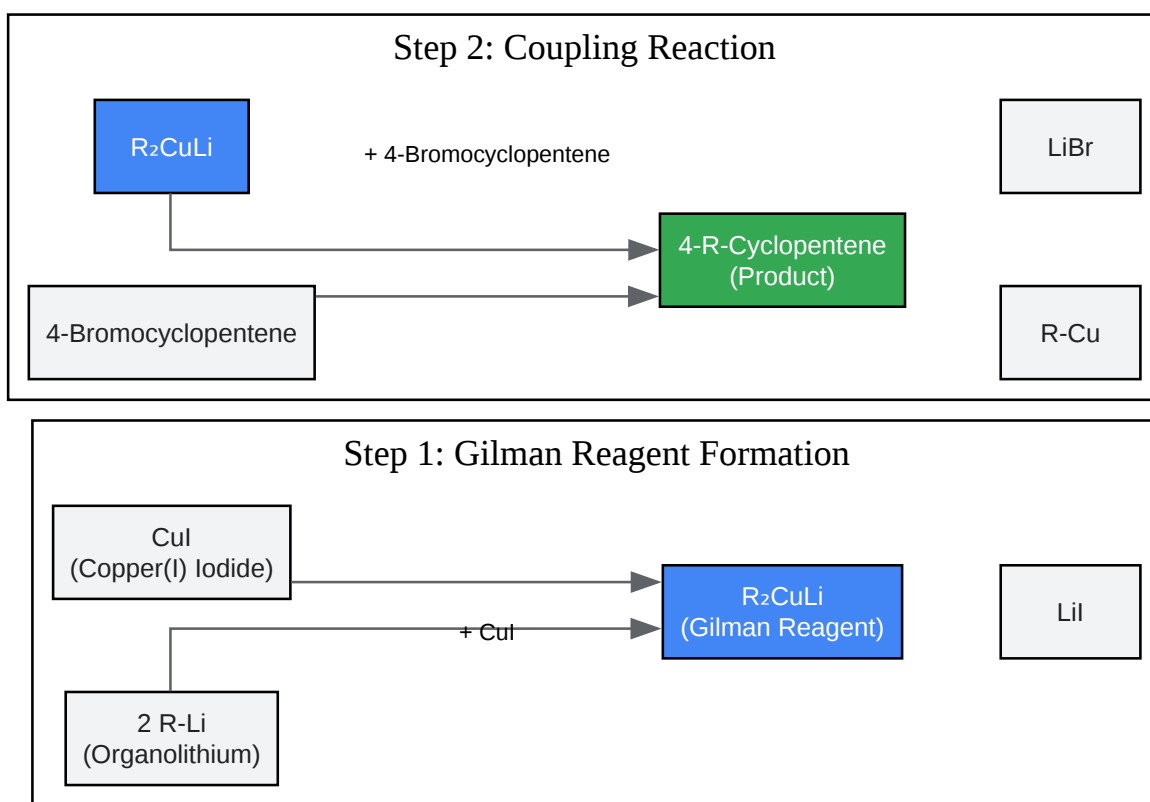 Step 2: Coupling Reaction
R₂CuLi
+ 4-Bromocyclopentene
LiBr
4-R-Cyclopentene
(Product)
4-Bromocyclopentene
R-Cu
Step 1: Gilman Reagent Formation
CuI
(Copper(I) Iodide)
R₂CuLi
(Gilman Reagent)
LiI
+ CuI
2 R-Li
(Organolithium)